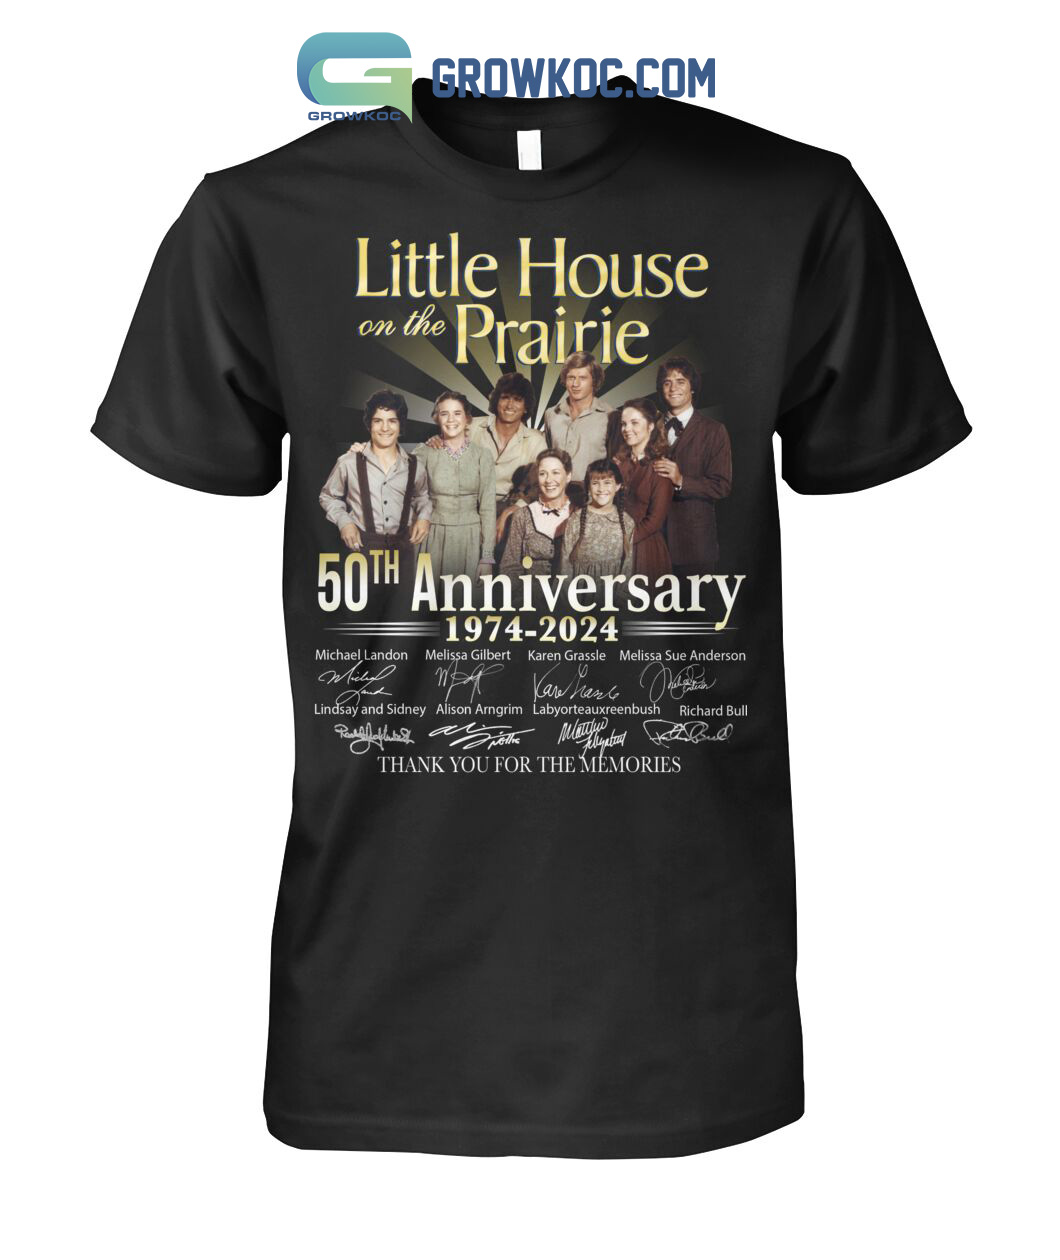 GROWKOC.COM
GROWKOC
Little House
on the Prairie
50TH Anniversary
1974-2024
Michael Landon Melissa Gilbert Karen Grassle Melissa Sue Anderson
Lindsay and Sidney Alison Arngrim Labyorteauxreenbush Richard Bull
THANK YOU FOR THE MEMORIES